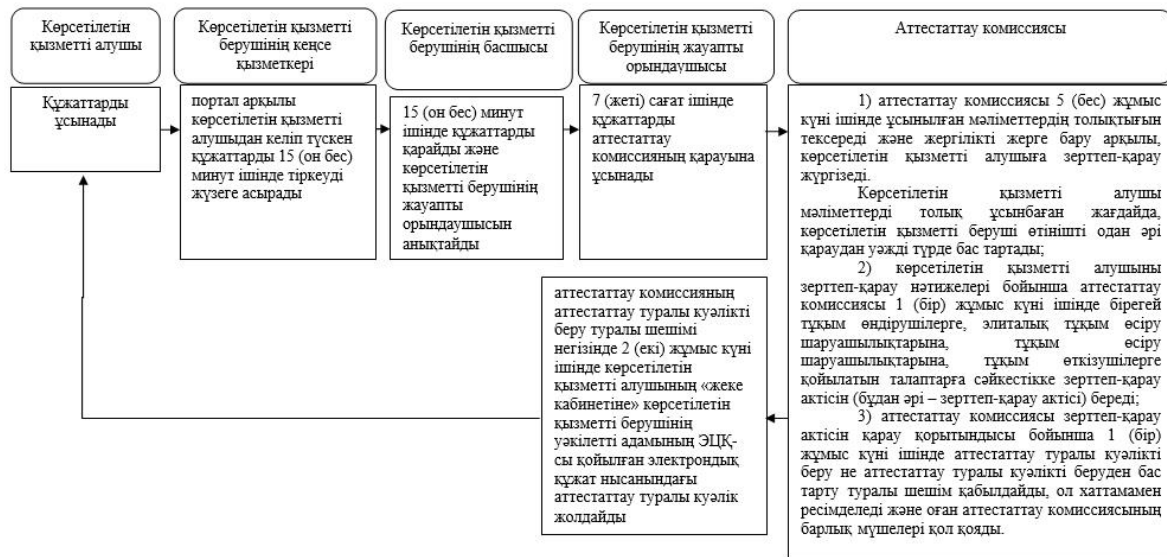 Көрсетілетін
қызметті алушы
Көрсетілетін қызметті
берушінің кеңсе
қызметкері
Көрсетілетін қызметті
берушінің басшысы
Көрсетілетін қызметті
берушінің жауапты
орындаушысы
Аттестаттау комиссиясы
Құжаттарды
ұсынады
портал арқылы
көрсетілетін қызметті
алушыдан келіп түскен
құжаттарды 15 (он бес)
минут ішінде тіркеуді
жүзеге асырады
15 (он бес) минут
ішінде құжаттарды
қарайды және
көрсетілетін
қызметті берушінің
жауапты
орындаушысын
анықтайды
7 (жеті) сағат ішінде
құжаттарды
аттестаттау
комиссияның қарауына
ұсынады
1) аттестаттау комиссиясы 5 (бес) жұмыс
күні ішінде ұсынылған мәліметтердің толықтығын
тексереді және жергілікті жерге бару арқылы,
көрсетілетін қызметті алушыға зерттеп-қарау
жүргізеді.
Көрсетілетін қызметті алушы
мәліметтерді толық ұсынбаған жағдайда,
көрсетілетін қызметті беруші өтінішті одан әрі
қараудан уәжді түрде бас тартады;
2) көрсетілетін қызметті алушыны
зерттеп-қарау нәтижелері бойынша аттестаттау
комиссиясы 1 (бір) жұмыс күні ішінде бірегей
тұқым өндірушілерге, элиталық тұқым өсіру
шаруашылықтарына, тұқым өсіру
шаруашылықтарына, тұқым өткізушілерге
қойылатын талаптарға сәйкестікке зерттеп-қарау
актісін (бұдан әрі – зерттеп-қарау актісі) береді;
3) аттестаттау комиссиясы зерттеп-қарау
актісін қарау қорытындысы бойынша 1 (бір)
жұмыс күні ішінде аттестаттау туралы куәлікті
беру не аттестаттау туралы куәлікті беруден бас
тарту туралы шешім қабылдайды, ол хаттамамен
ресімделеді және оған аттестаттау комиссиясының
барлық мүшелері қол қояды.
аттестаттау комиссияның
аттестаттау туралы куәлікті
беру туралы шешімі
негізінде 2 (екі) жұмыс күні
ішінде көрсетілетін
қызметті алушының «жеке
кабинетіне» көрсетілетін
қызметті берушінің
уәкілетті адамының ЭЦҚ-
сы қойылған электрондық
құжат нысанындағы
аттестаттау туралы куәлік
жолдайды